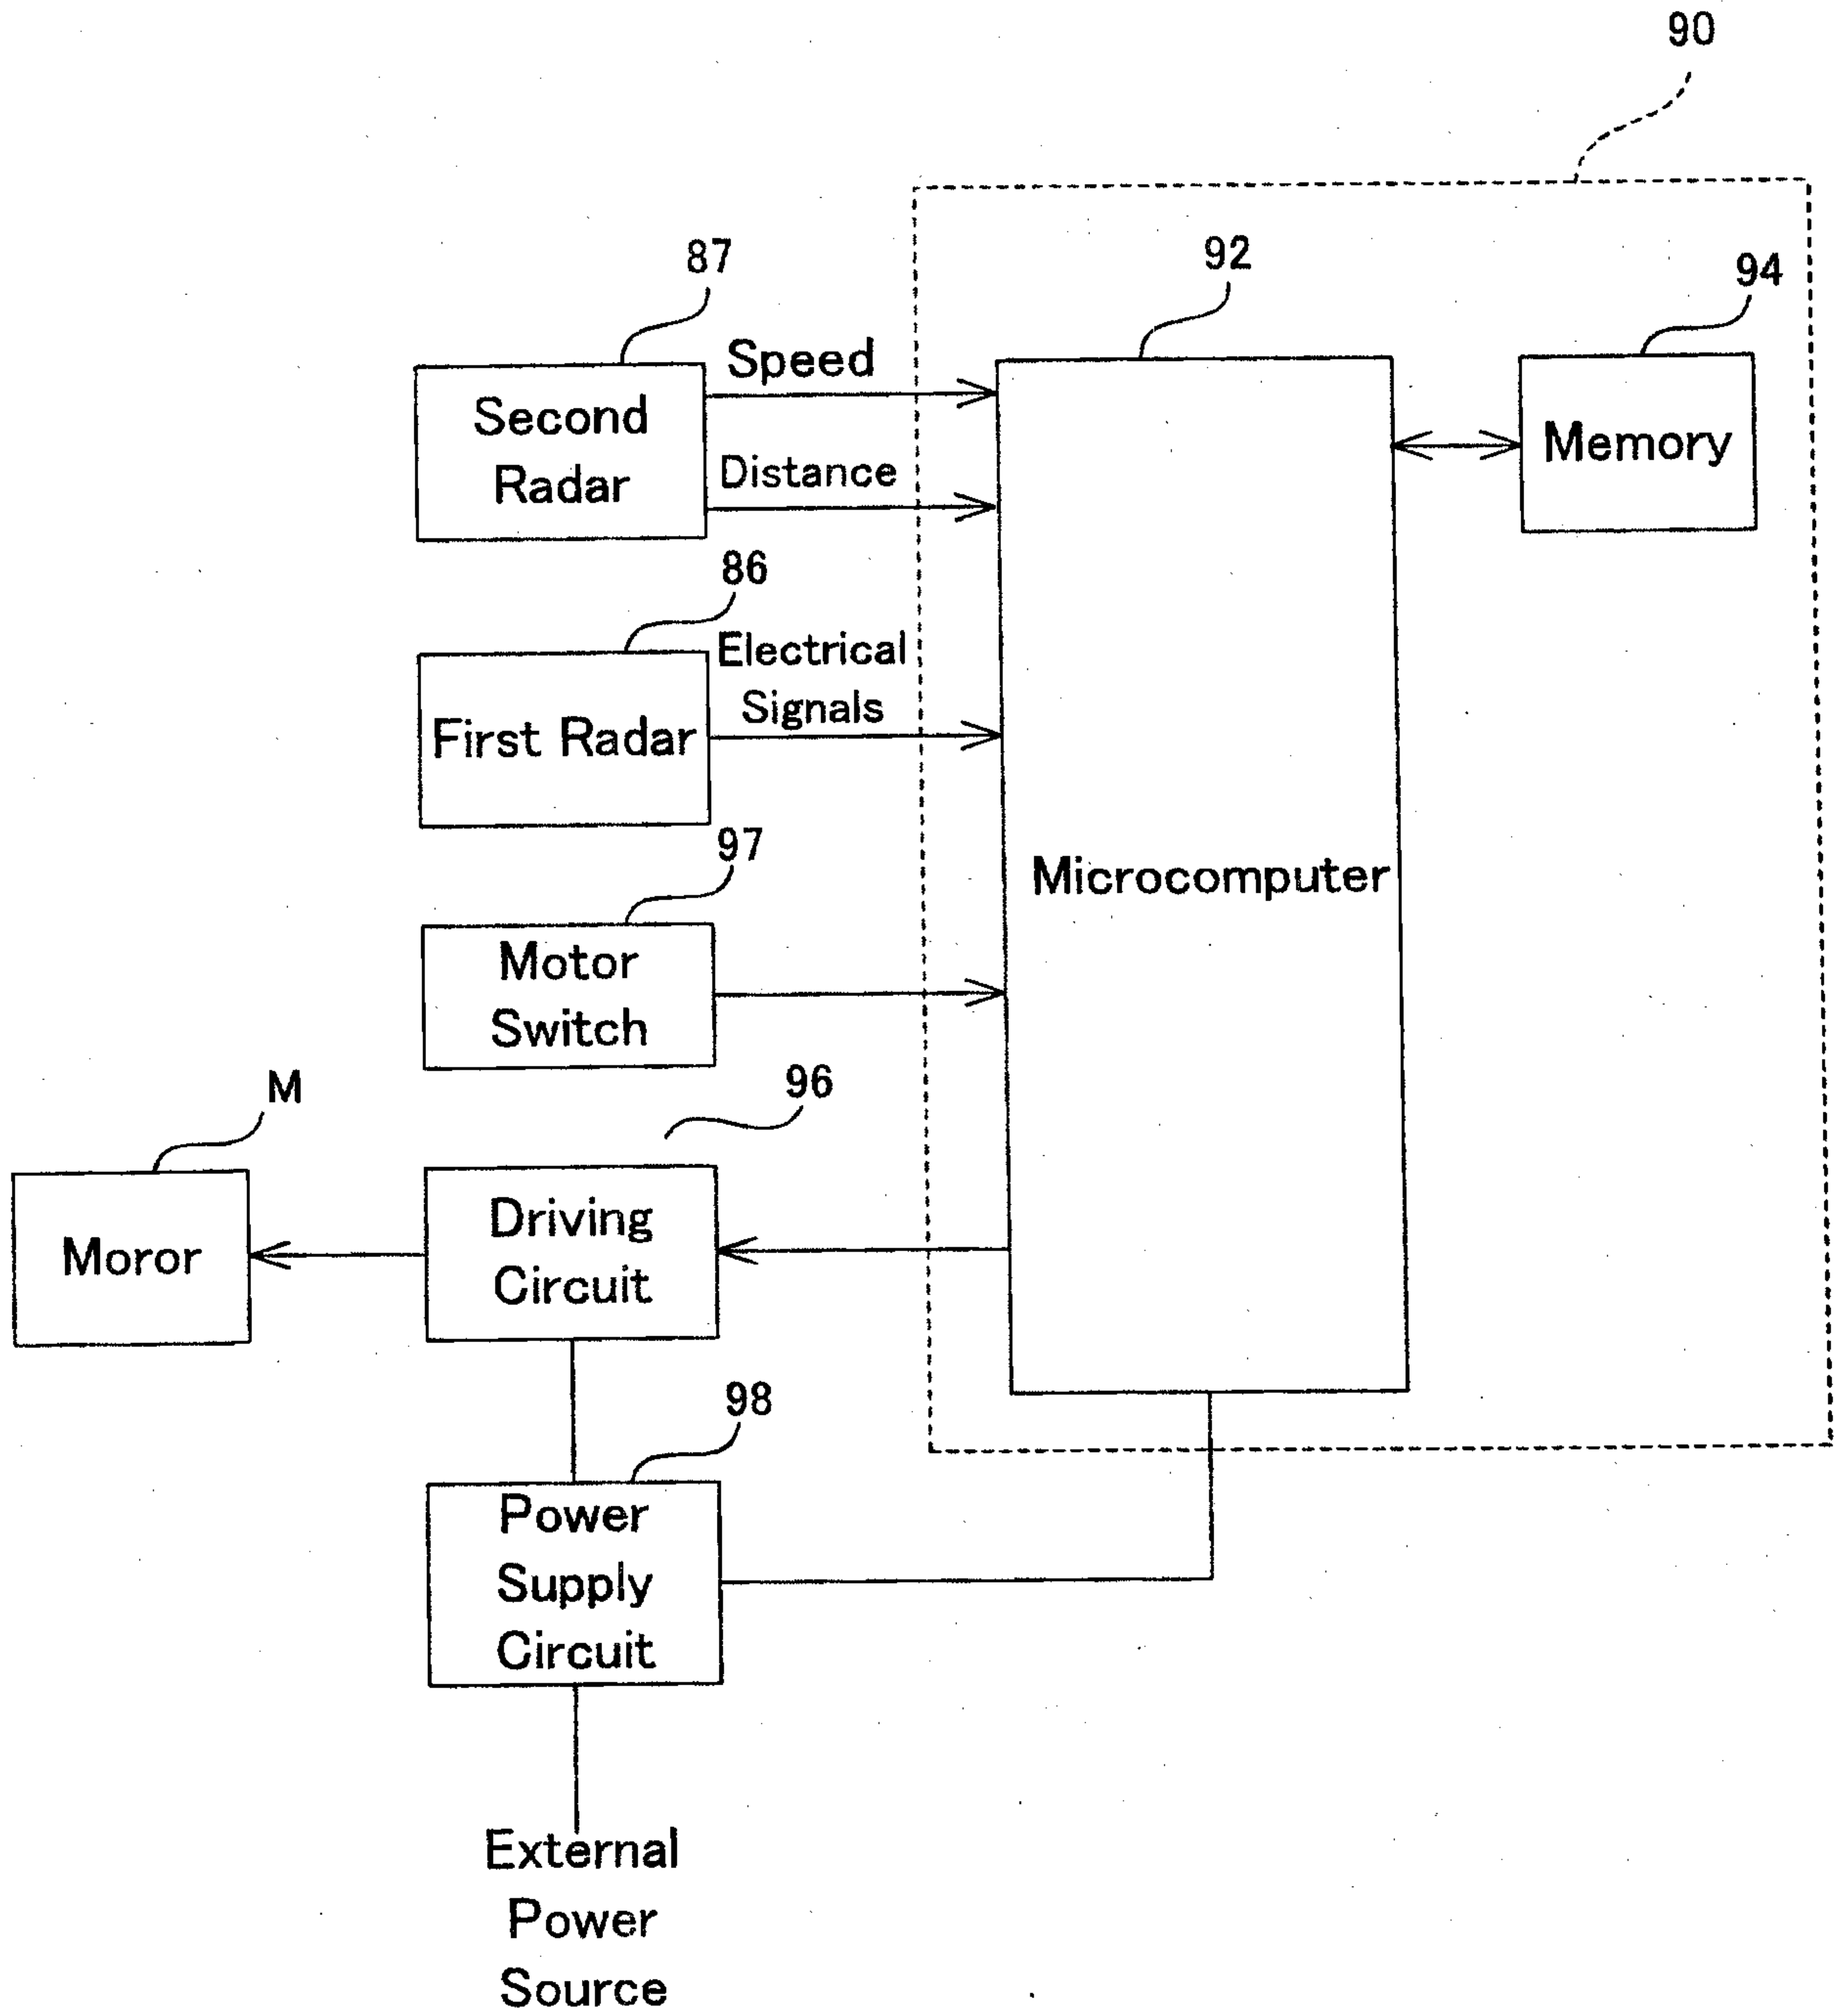 90
87
92
94
Speed
Second
Radar
Distance
Memory
86
Electrical
Signals
First Radar
97
Microcomputer
Motor
Switch
M
96
Moror
Driving
Circuit
98
Power
Supply
Circuit
External
Power
Source